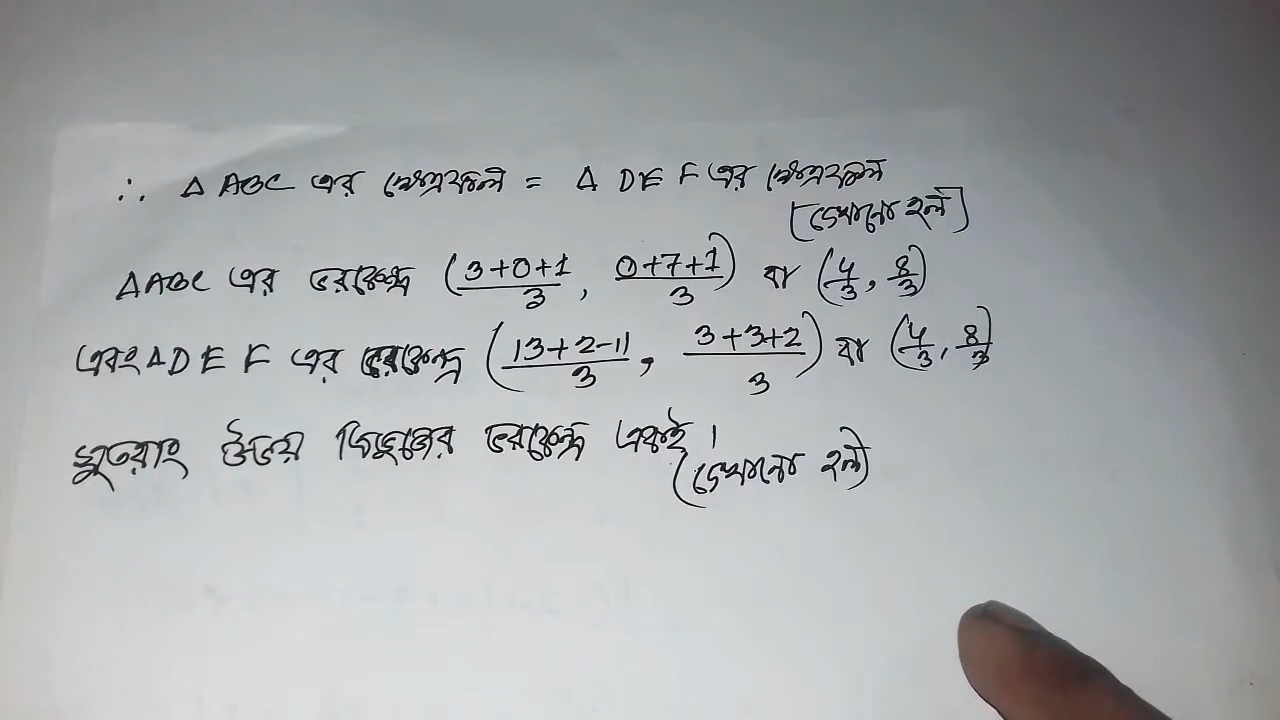 ∴ Δ ABC এর ক্ষেত্রফল = Δ DEF এর ক্ষেত্রফল
[দেখানো হল]
ΔABC এর ভরকেন্দ্র (3+0+1/3, 0+7+1/3) বা (4/3, 8/3)
এবং ΔDEF এর ভরকেন্দ্র (13+2-11/3, 3+3+2/3) বা (4/3, 8/3)
সুতরাং উভয় ত্রিভুজের ভরকেন্দ্র একই।
(দেখানো হল)